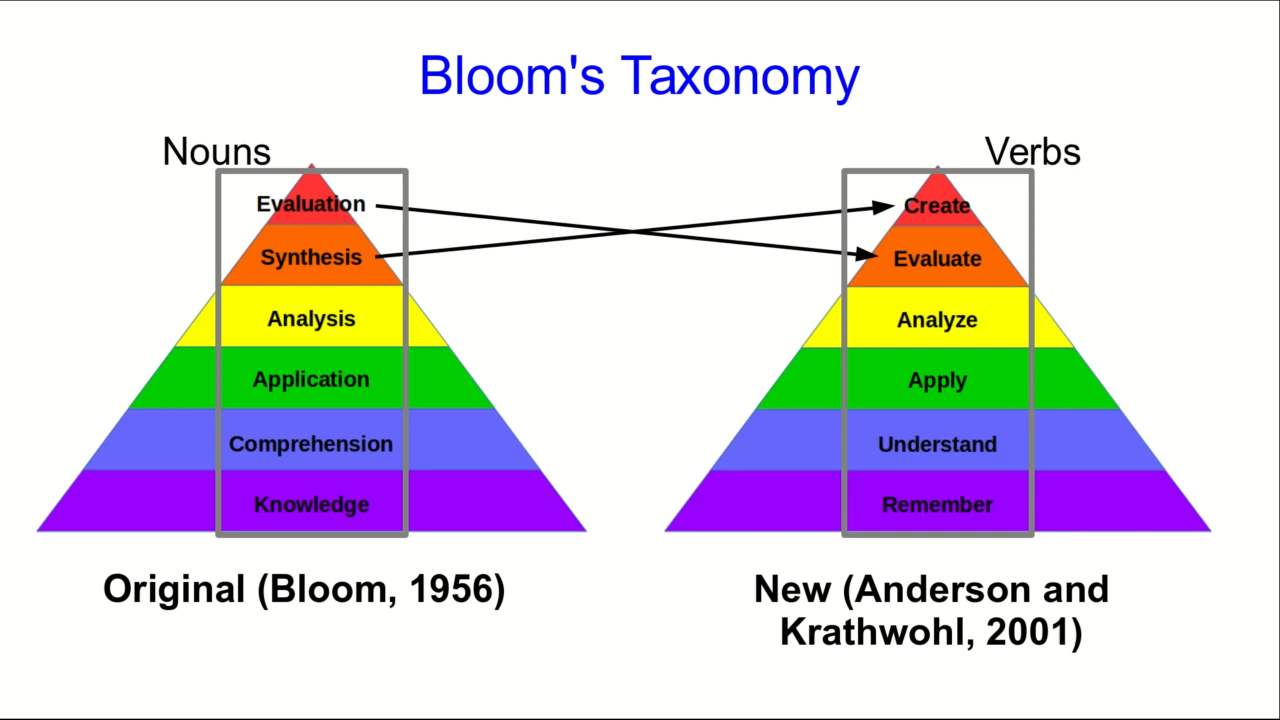 Bloom's Taxonomy
Nouns
Evaluation
Synthesis
Analysis
Application
Comprehension
Knowledge
Original (Bloom, 1956)
Verbs
Create
Evaluate
Analyze
Apply
Understand
Remember
New (Anderson and
Krathwohl, 2001)